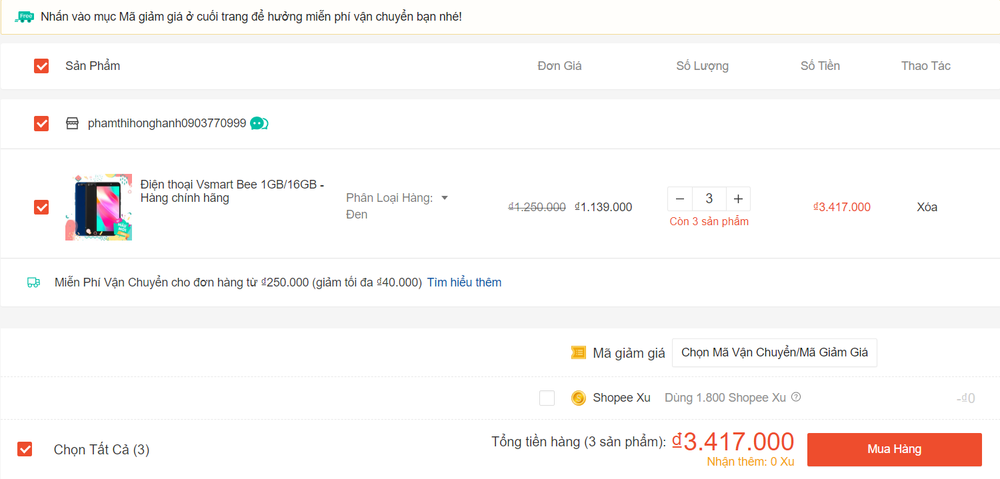 Free
Nhấn vào mục Mã giảm giá ở cuối trang để hưởng miễn phí vận chuyển bạn nhé!
Sản Phẩm Đơn Giá Số Lượng Số Tiền Thao Tác
phamthihonghanh0903770999
Điện thoại Vsmart Bee 1GB/16GB -
Hàng chính hãng
Phân Loại Hàng:
Đen
₫1.250.000 ₫1.139.000 3 ₫3.417.000 Xóa
Còn 3 sản phẩm
MẪU
MỚI
Miễn Phí Vận Chuyển cho đơn hàng từ ₫250.000 (giảm tối đa ₫40.000) Tìm hiểu thêm
Mã giảm giá Chọn Mã Vận Chuyển/Mã Giảm Giá
Shopee Xu Dùng 1.800 Shopee Xu ? -₫0
Chọn Tất Cả (3) Tổng tiền hàng (3 sản phẩm): ₫3.417.000 Mua Hàng
Nhận thêm: 0 Xu